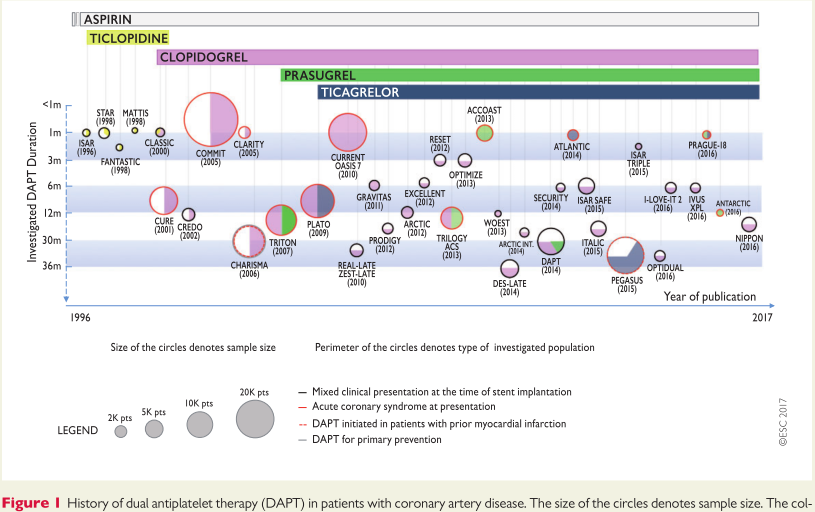 ASPIRIN
TICLOPIDINE
CLOPIDOGREL
PRASUGREL
TICAGRELOR
Investigated DAPT Duration
<1m
1m
3m
6m
12m
30m
36m
ISAR
(1996)
STAR
(1998)
FANTASTIC
(1998)
MATTIS
(1998)
CLASSIC
(2000)
COMMIT
(2005)
CLARITY
(2005)
CURRENT
OASIS 7
(2010)
ACCOAST
(2013)
RESET
(2012)
OPTIMIZE
(2013)
ATLANTIC
(2014)
ISAR
TRIPLE
(2015)
PRAGUE-18
(2016)
CURE
(2001)
CREDO
(2002)
CHARISMA
(2006)
TRITON
(2007)
PLATO
(2009)
REAL-LATE
ZEST-LATE
(2010)
GRAVITAS
(2011)
PRODIGY
(2012)
EXCELLENT
(2012)
ARCTIC
(2012)
TRILOGY
ACS
(2013)
WOEST
(2013)
ARCTIC INT.
(2014)
DES-LATE
(2014)
SECURITY
(2014)
DAPT
(2014)
ISAR SAFE
(2015)
ITALIC
(2015)
PEGASUS
(2015)
I-LOVE-IT 2
(2016)
OPTIDUAL
(2016)
IVUS
XPL
(2016)
ANTARCTIC
(2016)
NIPPON
(2016)
Year of publication
1996
2017
Size of the circles denotes sample size
Perimeter of the circles denotes type of investigated population
LEGEND
2K pts
5K pts
10K pts
20K pts
Mixed clinical presentation at the time of stent implantation
Acute coronary syndrome at presentation
DAPT initiated in patients with prior myocardial infarction
DAPT for primary prevention
©ESC 2017
Figure 1 History of dual antiplatelet therapy (DAPT) in patients with coronary artery disease. The size of the circles denotes sample size. The col-